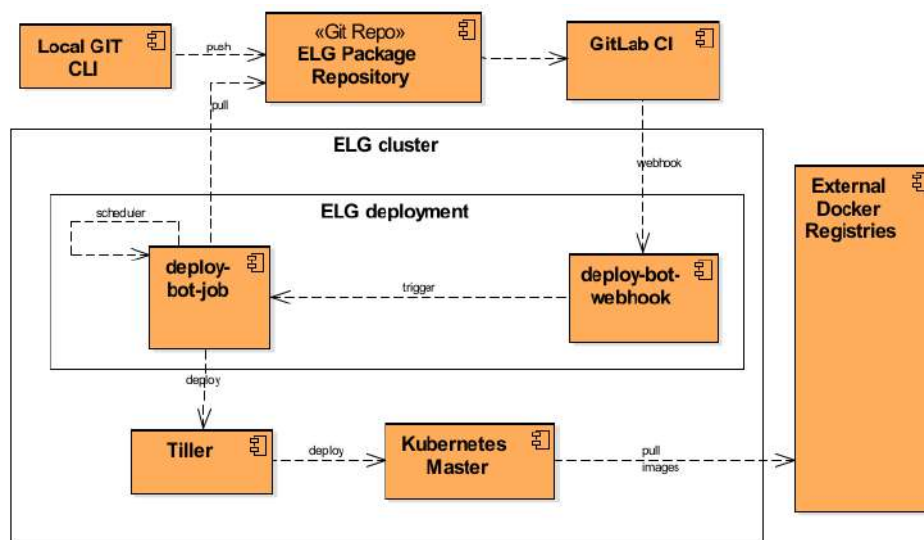 Local GIT
CLI
push
«Git Repo»
ELG Package
Repository
GitLab CI
pull
ELG cluster
webhook
External
Docker
Registries
ELG deployment
scheduler
deploy-
bot-job
trigger
deploy-bot-
webhook
deploy
Tiller
deploy
Kubernetes
Master
pull
images